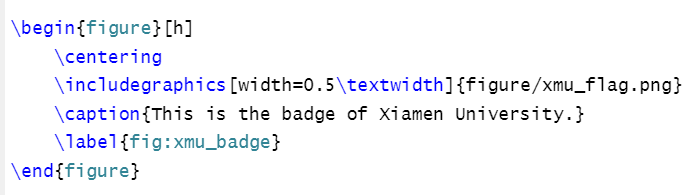 \begin{figure}[h]
    \centering
    \includegraphics[width=0.5\textwidth]{figure/xmu_flag.png}
    \caption{This is the badge of Xiamen University.}
    \label{fig:xmu_badge}
\end{figure}